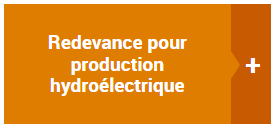 Redevance pour
production
hydroélectrique
+